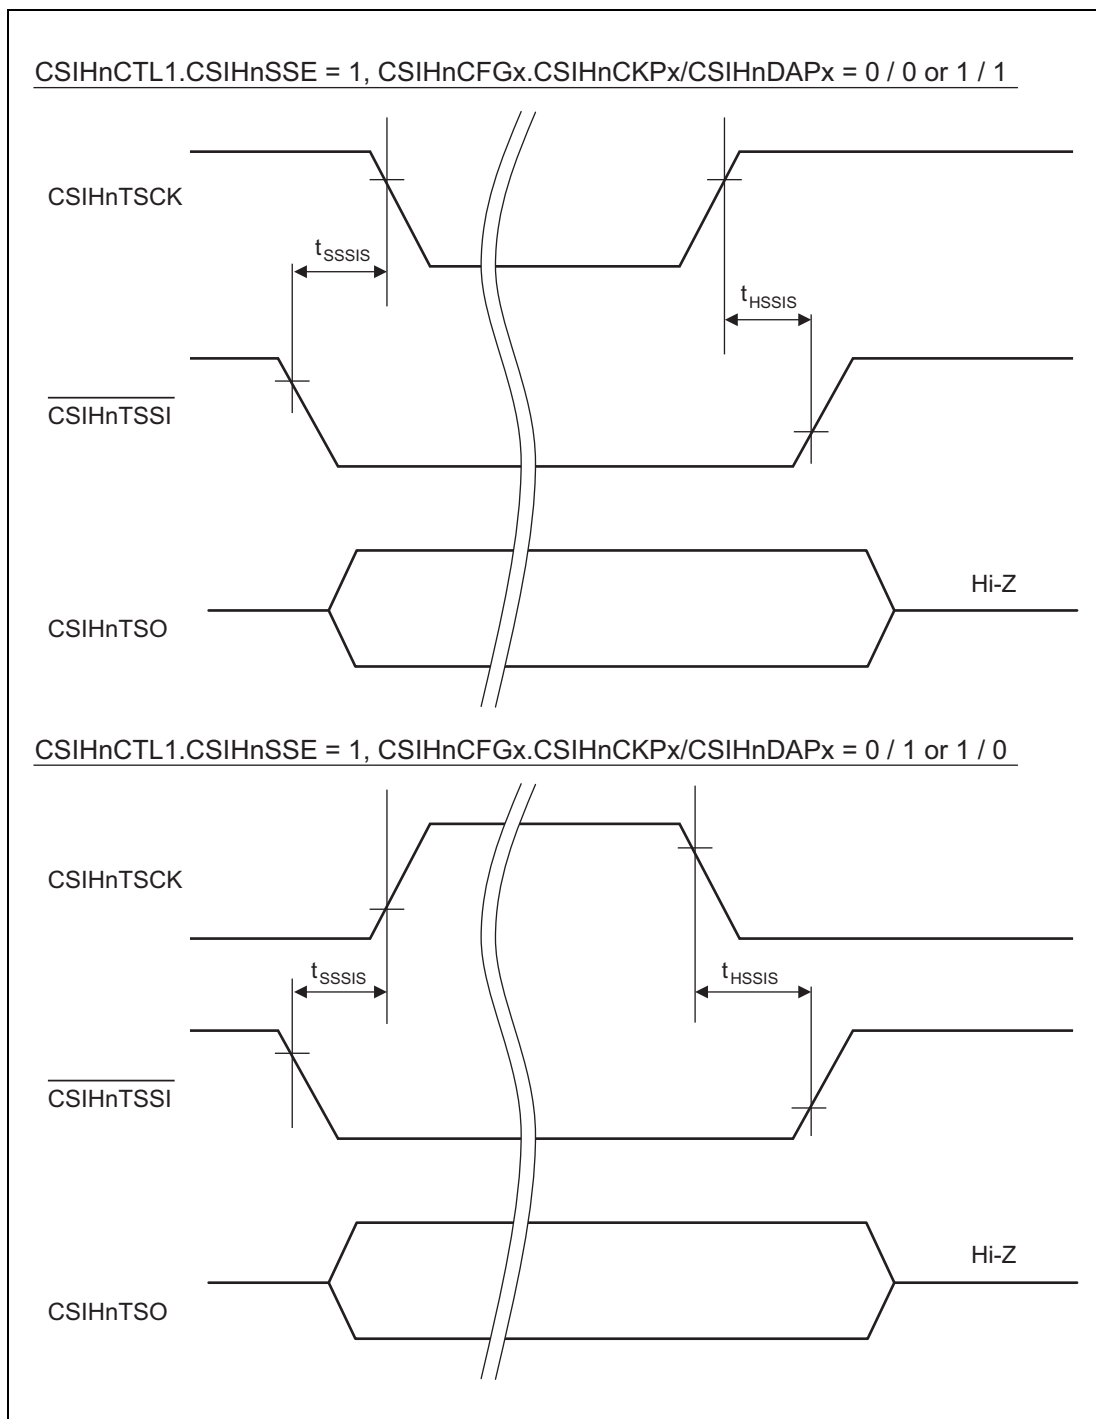 CSIHnCTL1.CSIHnSSE = 1, CSIHnCFGx.CSIHnCKPx/CSIHnDAPx = 0 / 0 or 1 / 1
CSIHnTSCK
tSSSIS
tHSSIS
CSIHnTSSI
Hi-Z
CSIHnTSO
CSIHnCTL1.CSIHnSSE = 1, CSIHnCFGx.CSIHnCKPx/CSIHnDAPx = 0 / 1 or 1 / 0
CSIHnTSCK
tSSSIS
tHSSIS
CSIHnTSSI
Hi-Z
CSIHnTSO